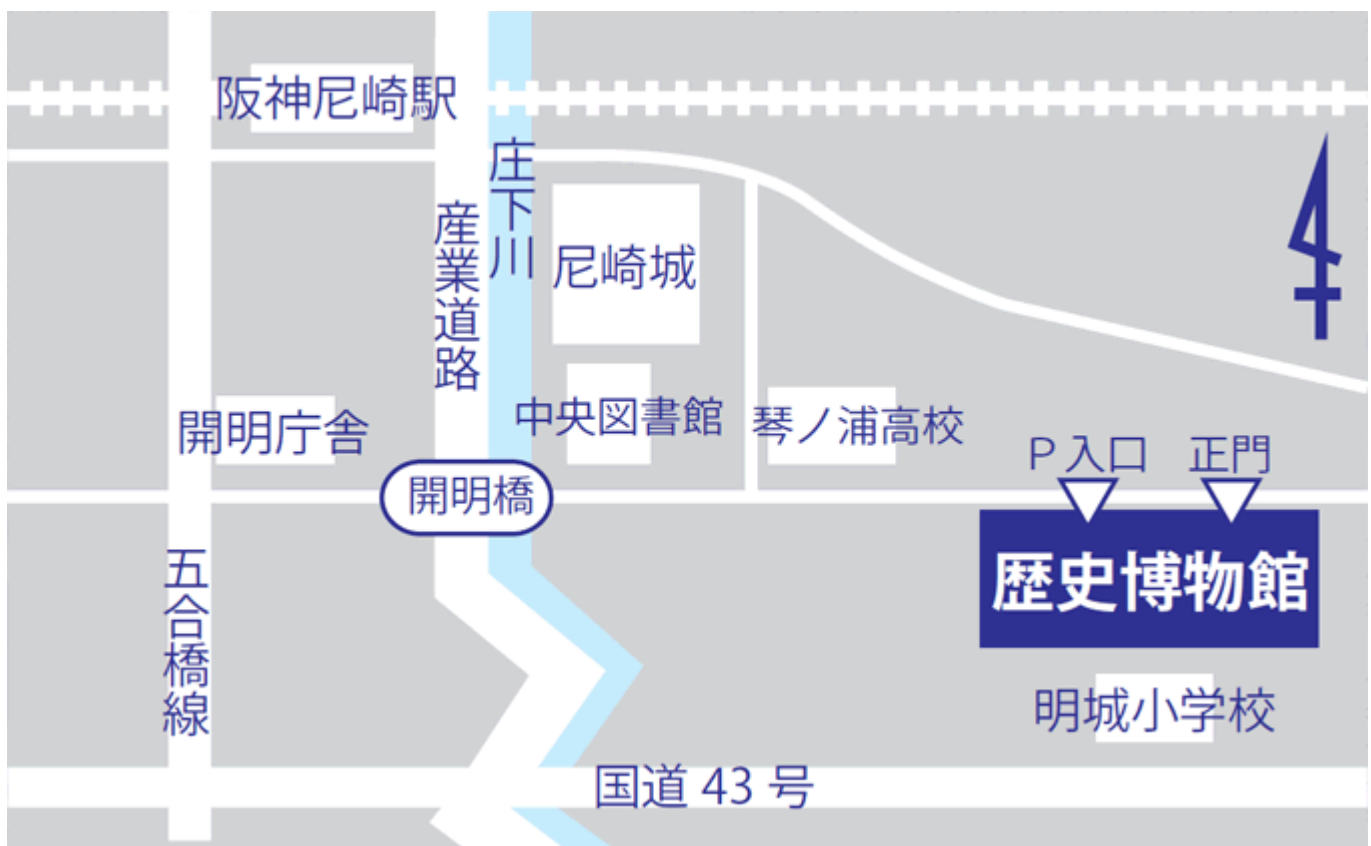 阪神尼崎駅
庄下川
産業道路
尼崎城
中央図書館
琴ノ浦高校
開明庁舎
P入口
正門
開明橋
歴史博物館
五合橋線
明城小学校
国道 43 号